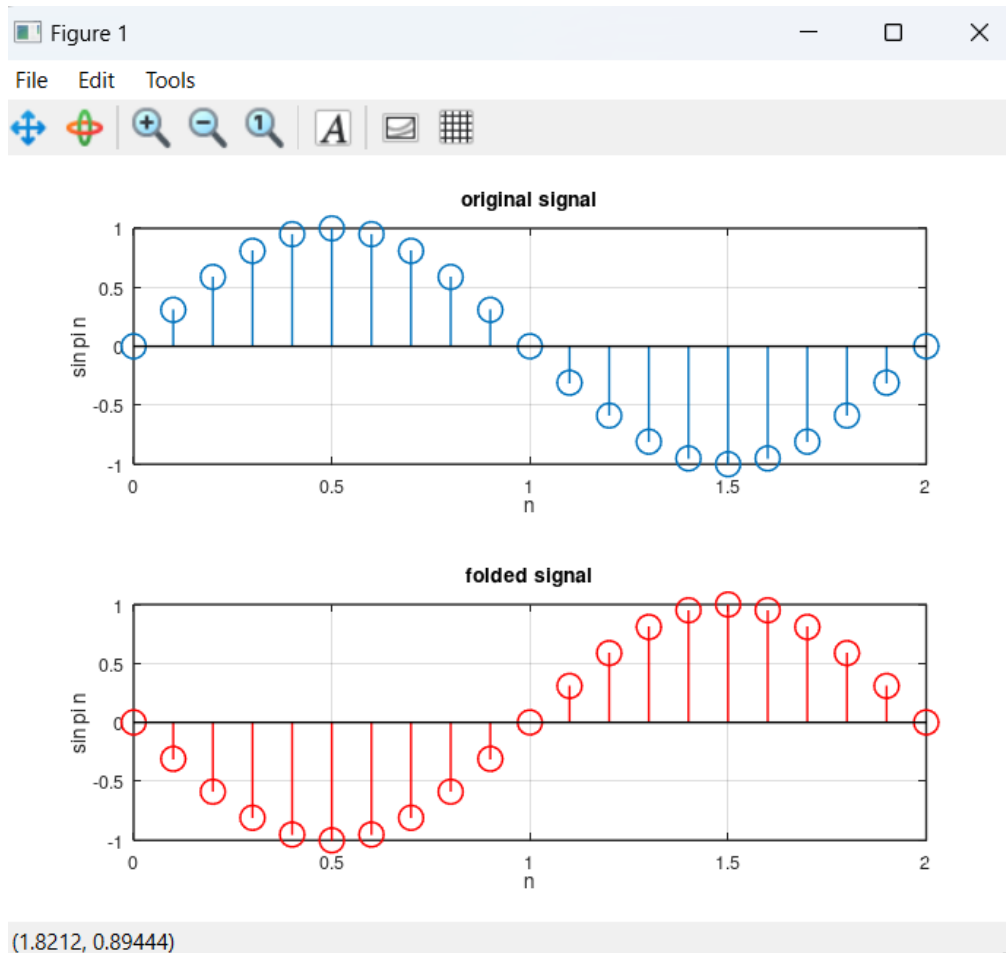 Figure 1
File Edit Tools
1 A
original signal
1
0.5
0
-0.5
-1
sin pi n
0 0.5 1 1.5 2
n
folded signal
1
0.5
0
-0.5
-1
sin pi n
0 0.5 1 1.5 2
n
(1.8212, 0.89444)